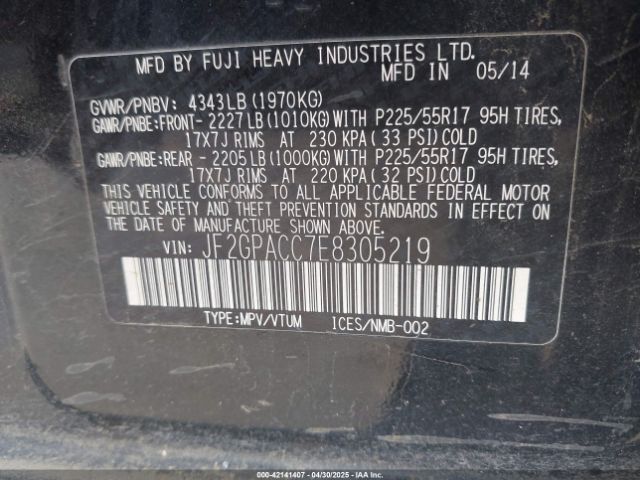 MFD BY FUJI HEAVY INDUSTRIES LTD.
MFD IN 05/14
GVWR/PNBV: 4343LB(1970KG)
GAWR/PNBE:FRONT- 2227LB(1010KG)WITH P225/55R17 95H TIRES,
17X7J RIMS AT 230 KPA(33 PSI)COLD
GAWR/PNBE:REAR - 2205LB(1000KG)WITH P225/55R17 95H TIRES,
17X7J RIMS AT 220 KPA(32 PSI)COLD
THIS VEHICLE CONFORMS TO ALL APPLICABLE FEDERAL MOTOR
VEHICLE SAFETY AND THEFT PREVENTION STANDARDS IN EFFECT ON
THE DATE OF MANUFACTURE SHOWN ABOVE.
VIN: JF2GPACC7E8305219
TYPE:MPV/VTUM ICES/NMB-002
000-42141407 - 04/30/2025 - IAAI.COM